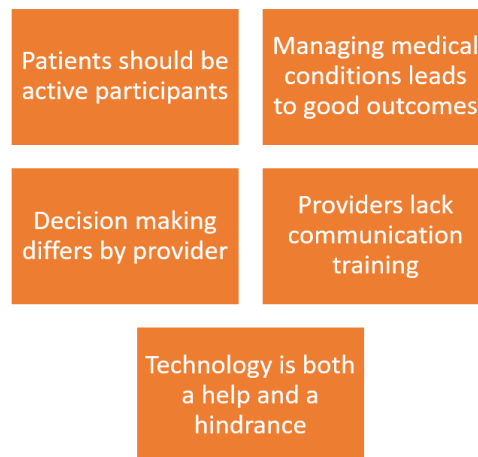 Patients should be
active participants
Managing medical
conditions leads
to good outcomes
Decision making
differs by provider
Providers lack
communication
training
Technology is both
a help and a
hindrance